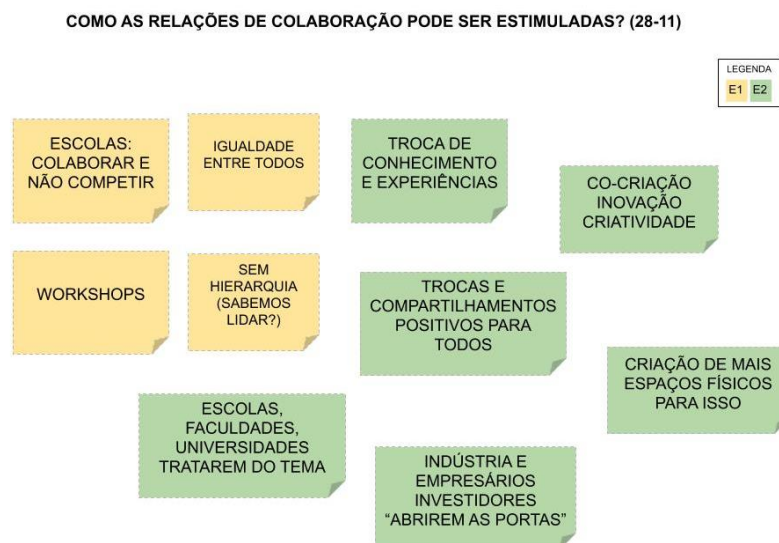 COMO AS RELAÇÕES DE COLABORAÇÃO PODE SER ESTIMULADAS? (28-11)
LEGENDA
E1 E2
ESCOLAS:
COLABORAR E
NÃO COMPETIR
IGUALDADE
ENTRE TODOS
TROCA DE
CONHECIMENTO
E EXPERIÊNCIAS
CO-CRIAÇÃO
INOVAÇÃO
CRIATIVIDADE
WORKSHOPS
SEM
HIERARQUIA
(SABEMOS
LIDAR?)
TROCAS E
COMPARTILHAMENTOS
POSITIVOS PARA
TODOS
CRIAÇÃO DE MAIS
ESPAÇOS FÍSICOS
PARA ISSO
ESCOLAS,
FACULDADES,
UNIVERSIDADES
TRATAREM DO TEMA
INDÚSTRIA E
EMPRESÁRIOS
INVESTIDORES
“ABRIREM AS PORTAS”